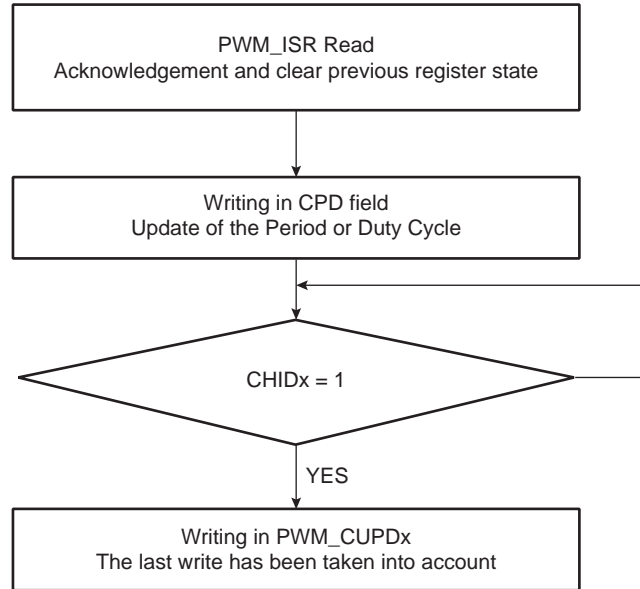 PWM_ISR Read
Acknowledgement and clear previous register state
Writing in CPD field
Update of the Period or Duty Cycle
CHIDx = 1
YES
Writing in PWM_CUPDx
The last write has been taken into account